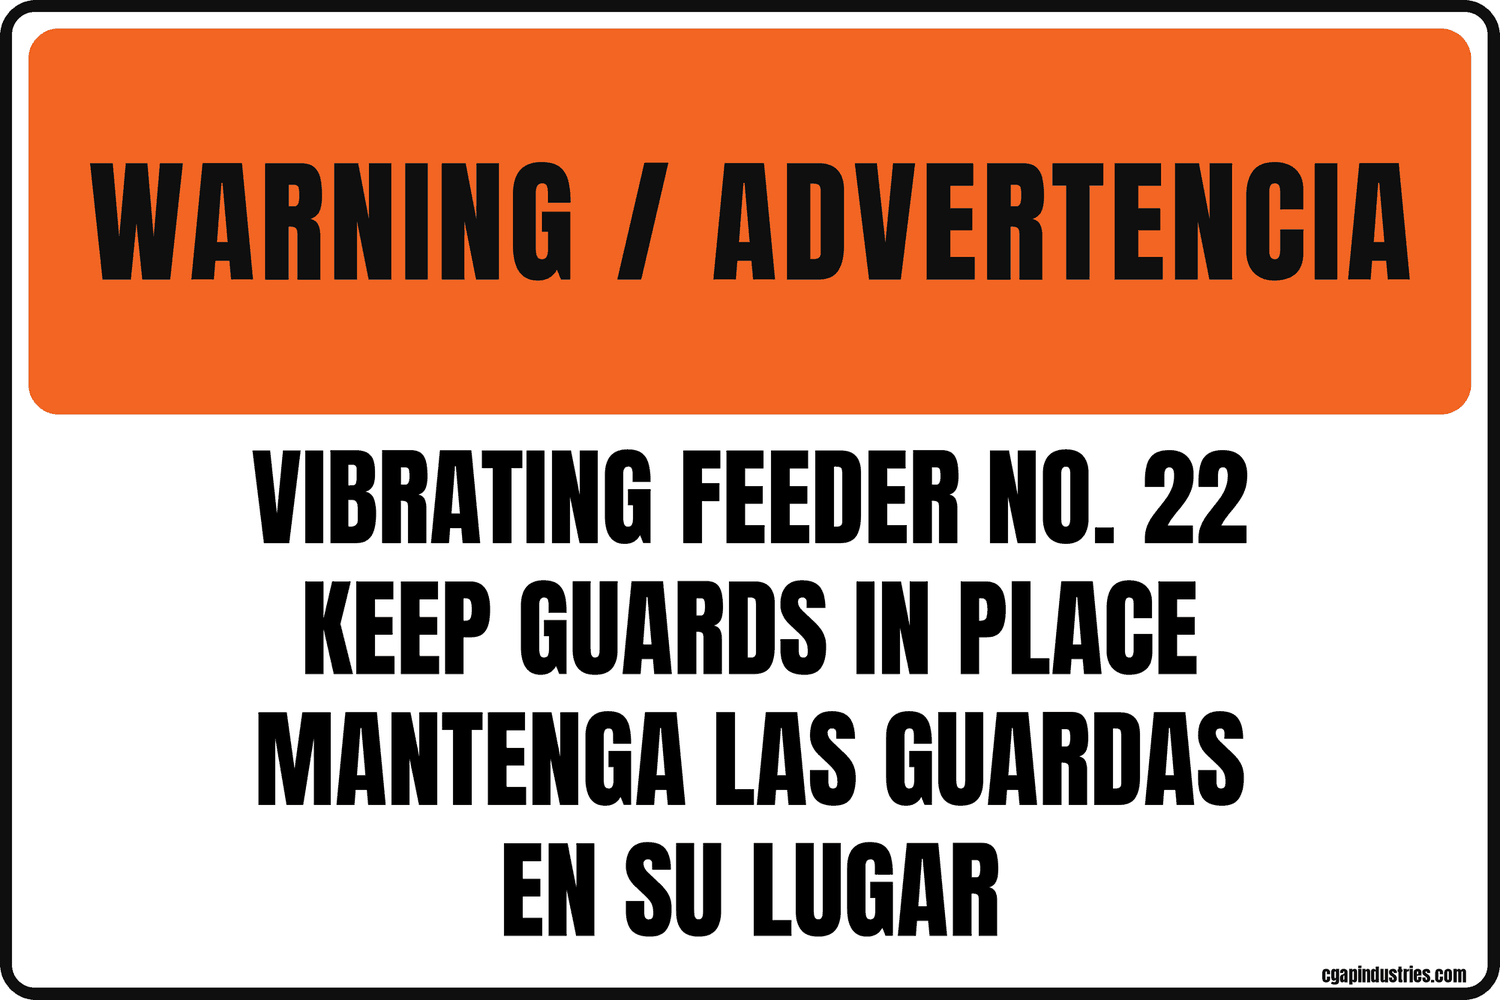 WARNING / ADVERTENCIA
VIBRATING FEEDER NO. 22
KEEP GUARDS IN PLACE
MANTENGA LAS GUARDAS
EN SU LUGAR
cgapindustries.com